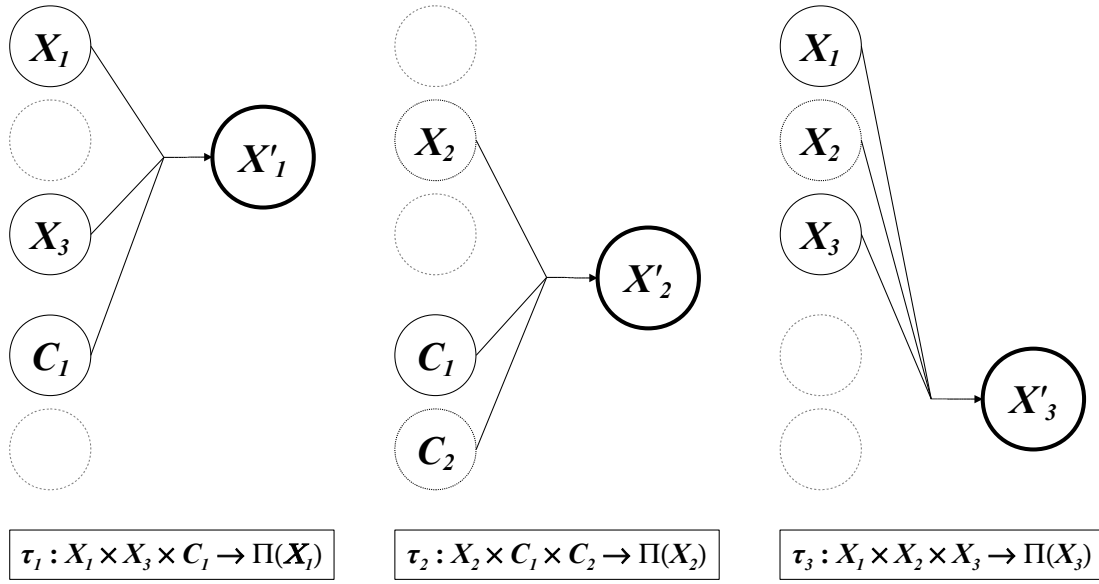 X₁
X₃
C₁
X'₁
τ₁ : X₁ × X₃ × C₁ → Π(X₁)
X₂
C₁
C₂
X'₂
τ₂ : X₂ × C₁ × C₂ → Π(X₂)
X₁
X₂
X₃
X'₃
τ₃ : X₁ × X₂ × X₃ → Π(X₃)